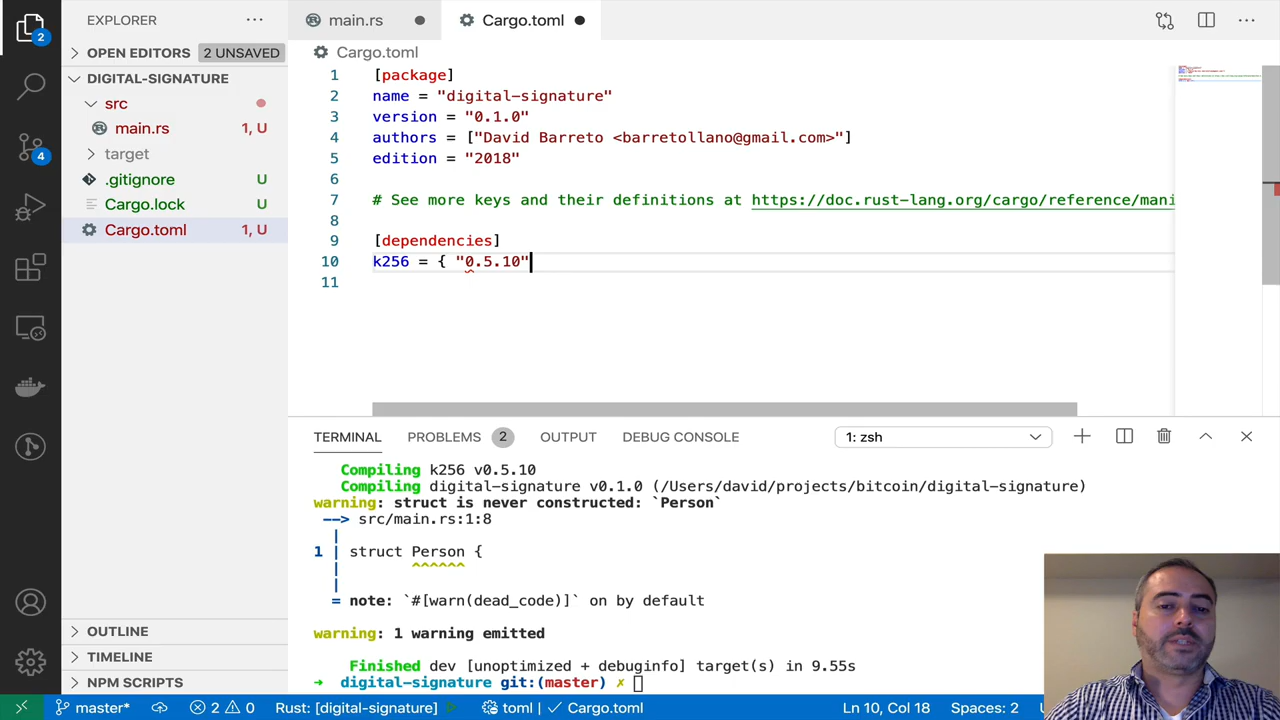 EXPLORER
main.rs
Cargo.toml
2
OPEN EDITORS
2 UNSAVED
Cargo.toml
DIGITAL-SIGNATURE
src
main.rs
1, U
target
.gitignore
U
Cargo.lock
U
Cargo.toml
1, U
4
1 [package]
2 name = "digital-signature"
3 version = "0.1.0"
4 authors = ["David Barreto <barretollano@gmail.com>"]
5 edition = "2018"
6
7 # See more keys and their definitions at https://doc.rust-lang.org/cargo/reference/mani
8
9 [dependencies]
10 k256 = { "0.5.10"
11
TERMINAL
PROBLEMS
2
OUTPUT
DEBUG CONSOLE
1: zsh
Compiling k256 v0.5.10
Compiling digital-signature v0.1.0 (/Users/david/projects/bitcoin/digital-signature)
warning: struct is never constructed: `Person`
--> src/main.rs:1:8
|
1 | struct Person {
| ^^^^^^
|
= note: `#[warn(dead_code)]` on by default
warning: 1 warning emitted
Finished dev [unoptimized + debuginfo] target(s) in 9.55s
→ digital-signature git:(master) ✗
OUTLINE
TIMELINE
NPM SCRIPTS
master*
2
0
Rust: [digital-signature]
toml | ✓ Cargo.toml
Ln 10, Col 18
Spaces: 2